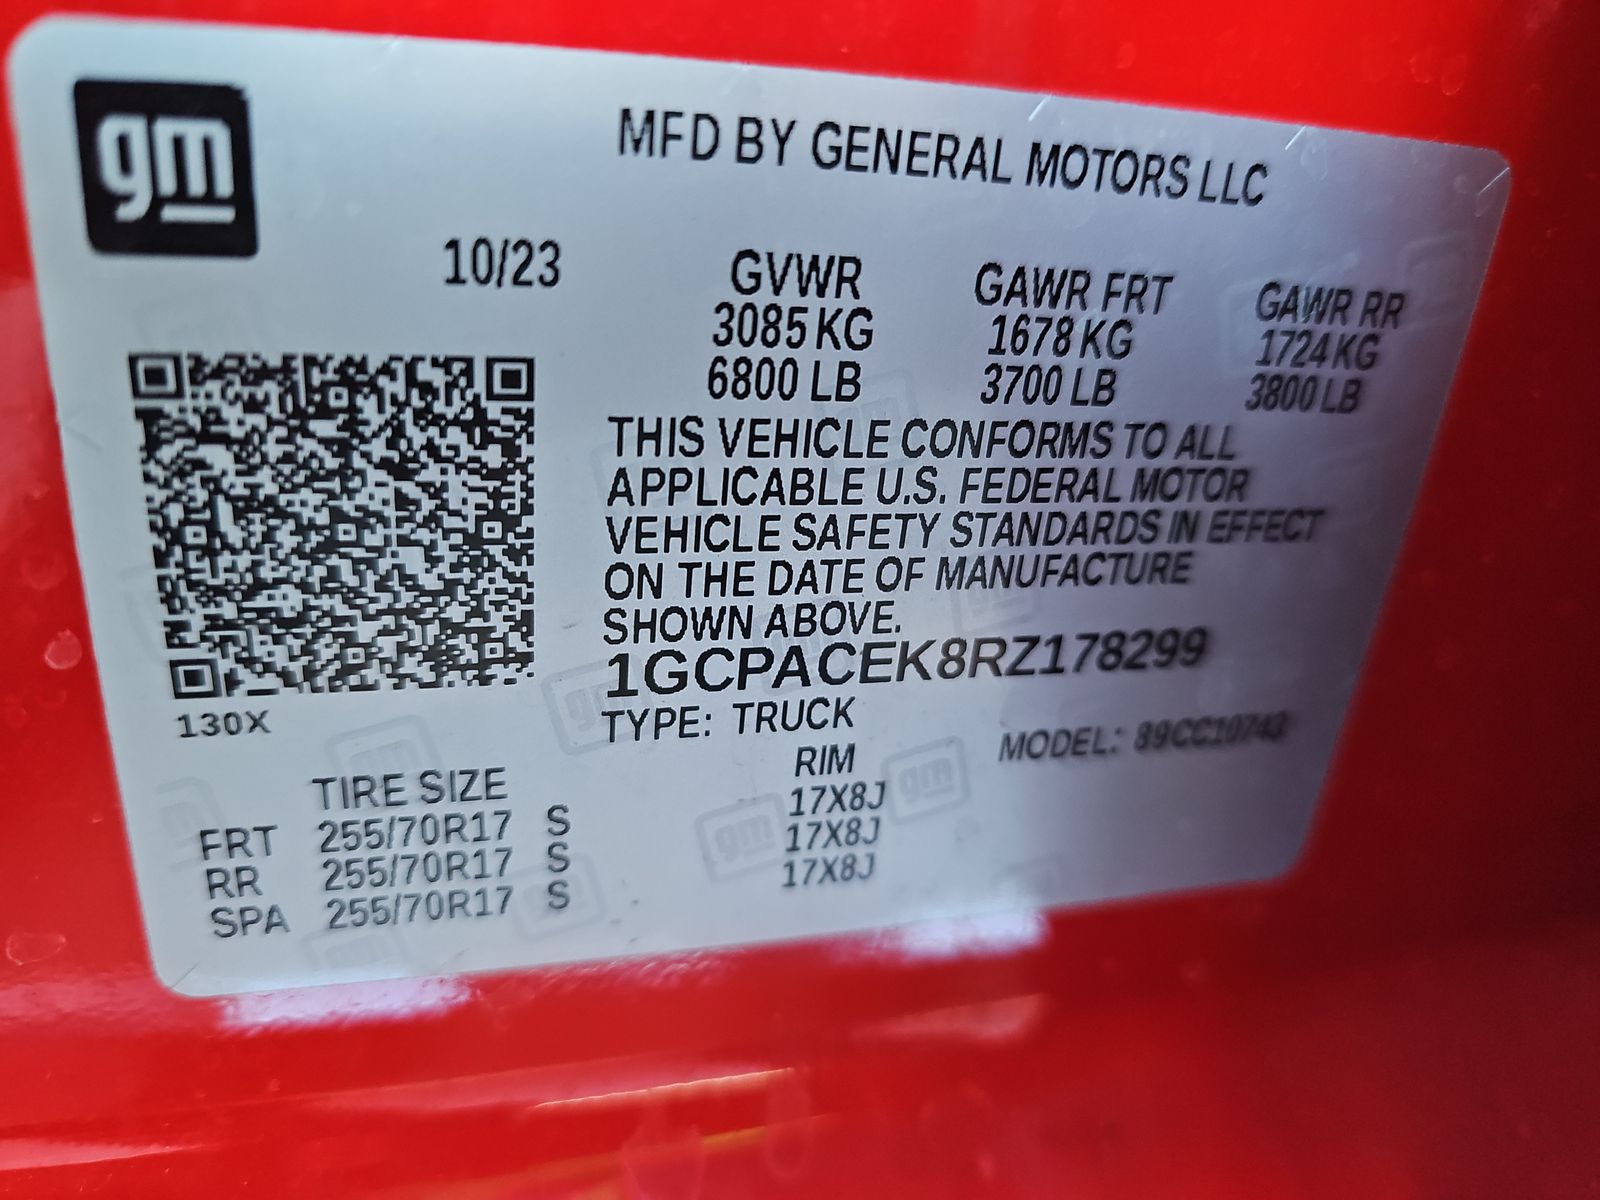 gm
MFD BY GENERAL MOTORS LLC
10/23 GVWR GAWR FRT GAWR RR
3085 KG 1678 KG 1724 KG
6800 LB 3700 LB 3800 LB
THIS VEHICLE CONFORMS TO ALL
APPLICABLE U.S. FEDERAL MOTOR
VEHICLE SAFETY STANDARDS IN EFFECT
ON THE DATE OF MANUFACTURE
SHOWN ABOVE.
1GCPACEK8RZ178299
130X
TYPE: TRUCK MODEL: 89CC10743
TIRE SIZE RIM
FRT 255/70R17 S 17X8J
RR 255/70R17 S 17X8J
SPA 255/70R17 S 17X8J